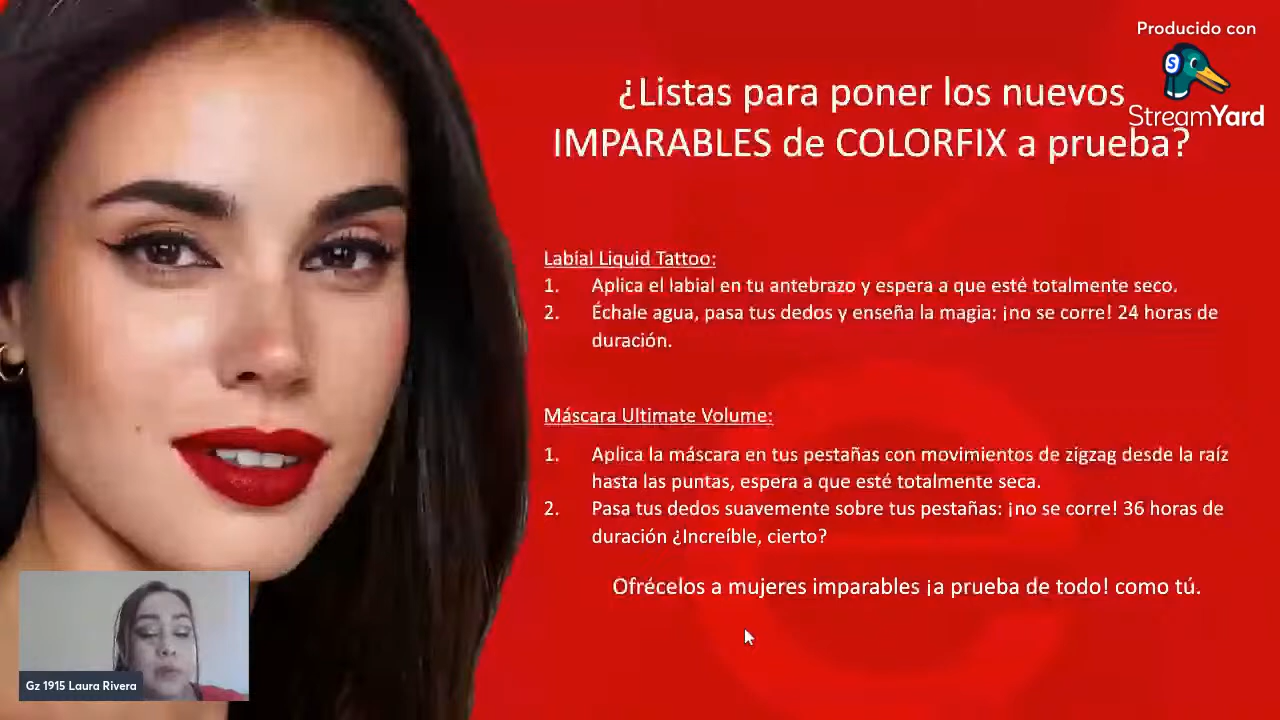 Producido con
StreamYard
¿Listas para poner los nuevos
IMPARABLES de COLORFIX a prueba?
Labial Liquid Tattoo:
1. Aplica el labial en tu antebrazo y espera a que esté totalmente seco.
2. Échale agua, pasa tus dedos y enseña la magia: ¡no se corre! 24 horas de
duración.
Máscara Ultimate Volume:
1. Aplica la máscara en tus pestañas con movimientos de zigzag desde la raíz
hasta las puntas, espera a que esté totalmente seca.
2. Pasa tus dedos suavemente sobre tus pestañas: ¡no se corre! 36 horas de
duración ¿Increíble, cierto?
Ofrécelos a mujeres imparables ¡a prueba de todo! como tú.
Gz 1915 Laura Rivera